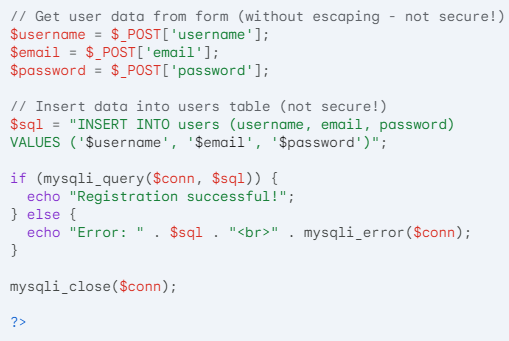 // Get user data from form (without escaping - not secure!)
$username = $_POST['username'];
$email = $_POST['email'];
$password = $_POST['password'];

// Insert data into users table (not secure!)
$sql = "INSERT INTO users (username, email, password)
VALUES ('$username', '$email', '$password')";

if (mysqli_query($conn, $sql)) {
  echo "Registration successful!";
} else {
  echo "Error: " . $sql . "<br>" . mysqli_error($conn);
}

mysqli_close($conn);

?>